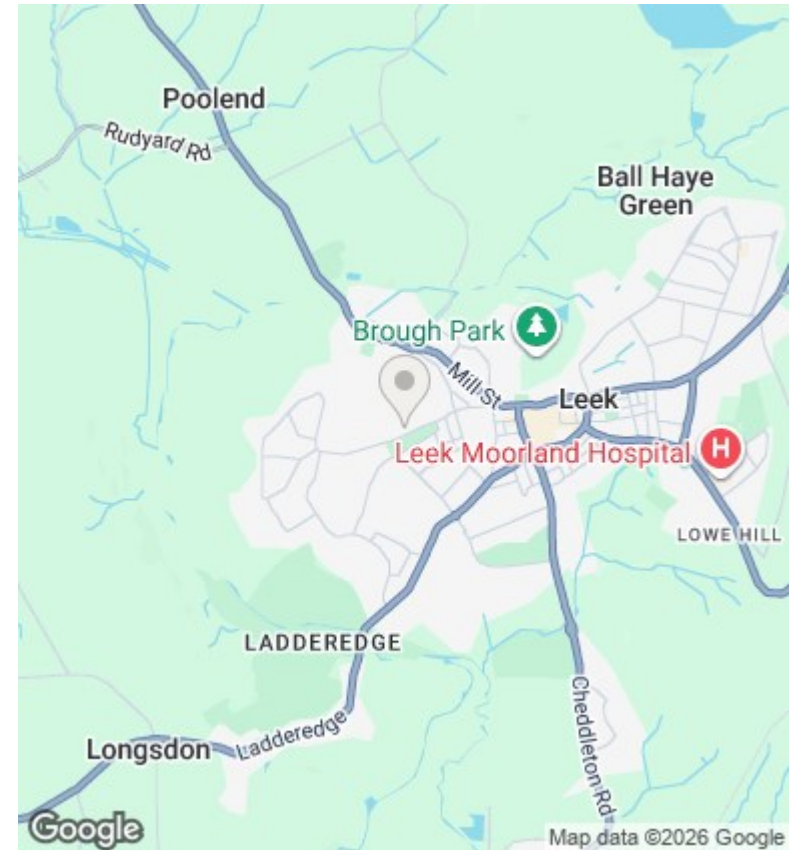 Poolend
Rudyard Rd
Ball Haye
Green
Brough Park
Mill St
Leek
Leek Moorland Hospital
H
LOWE HILL
LADDEREDGE
Cheddleton Rd
Longsdon
Ladderedge
Google
Map data ©2026 Google